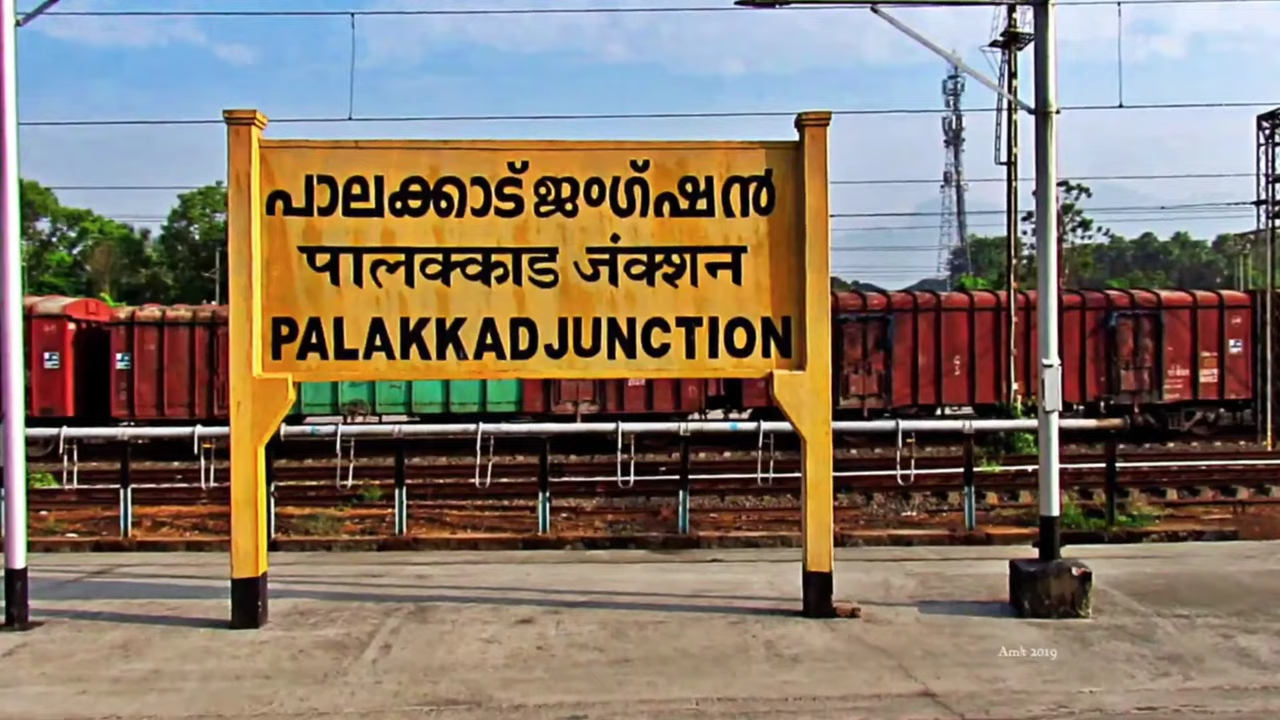 പാലക്കാട് ജംഗ്ഷൻ
पालक्काड जंक्शन
PALAKKAD JUNCTION
Amk 2019